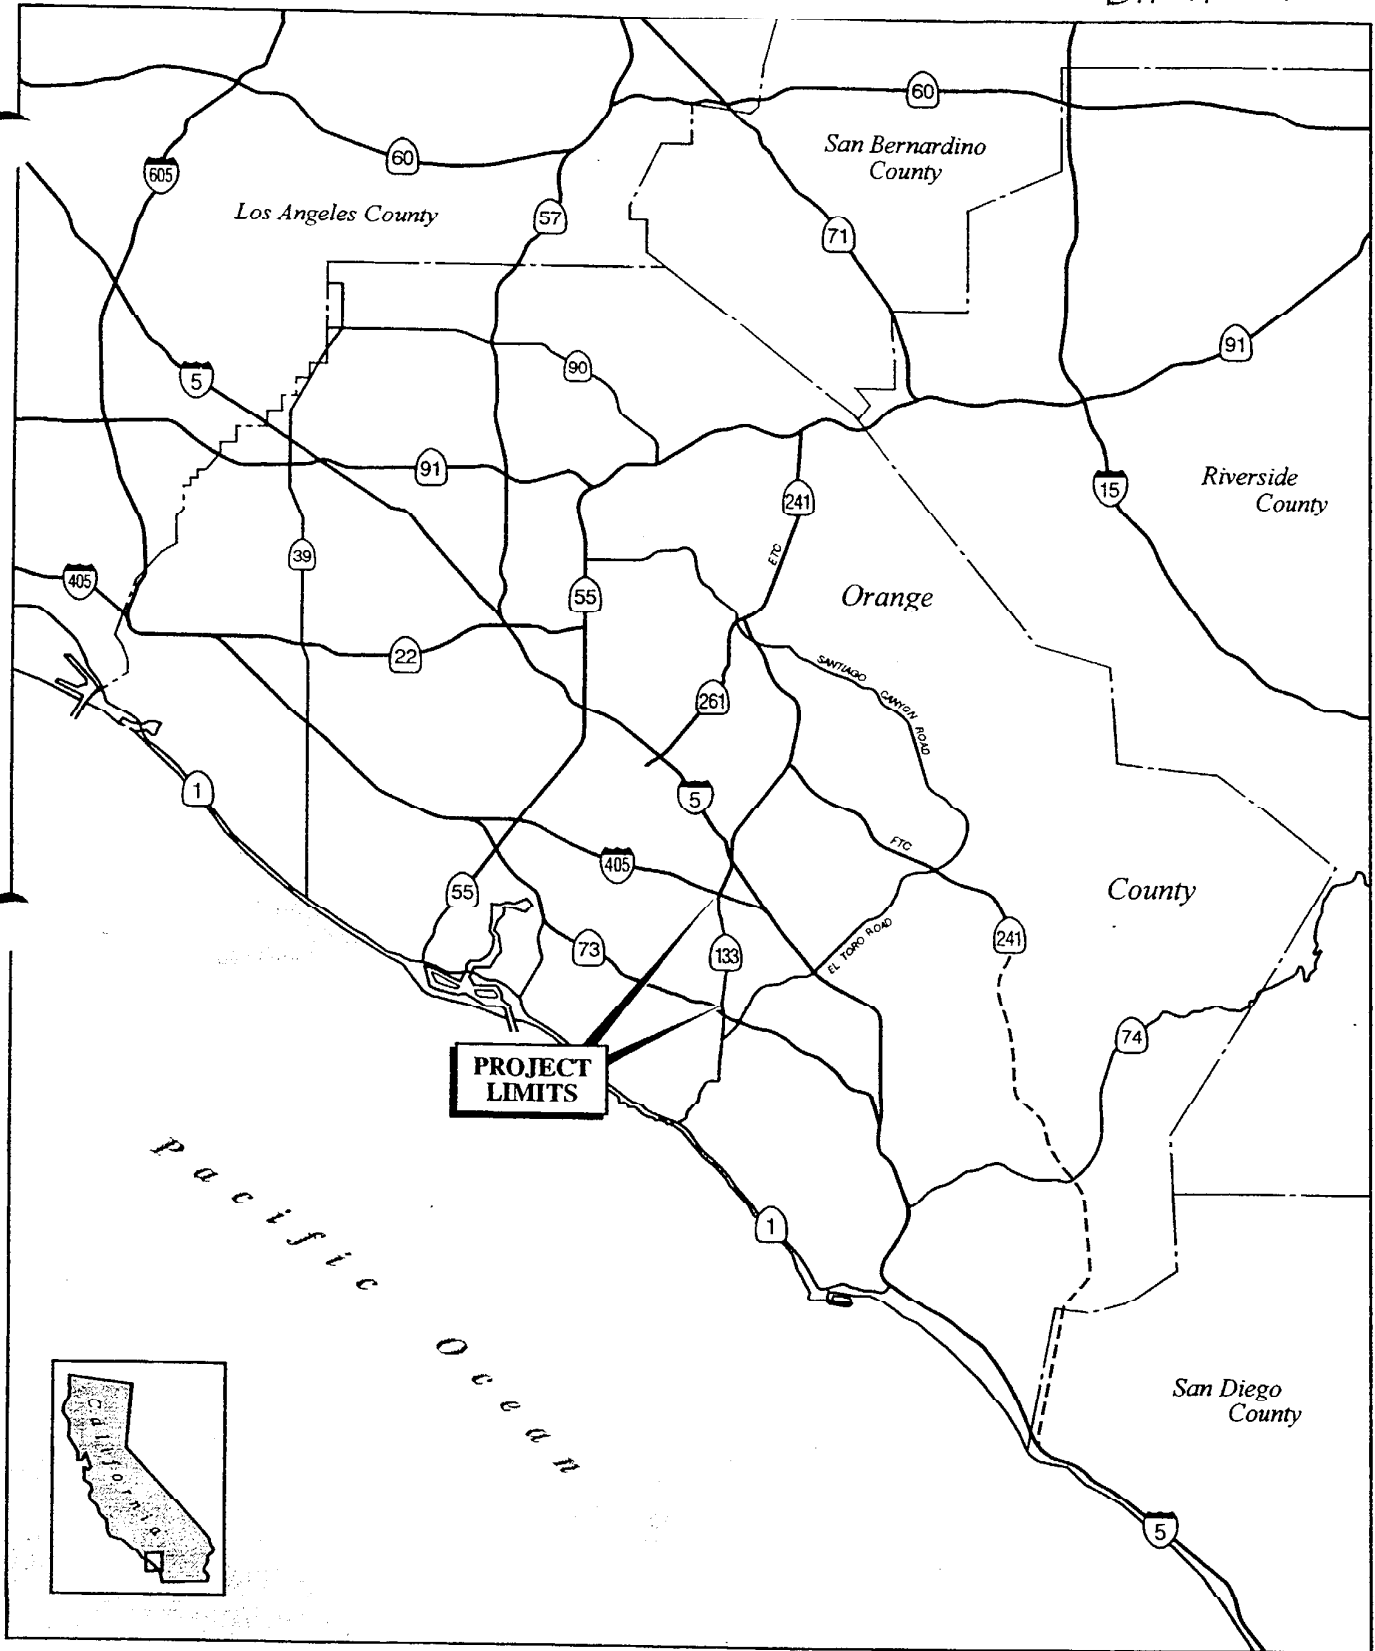 60
San Bernardino
County
60
605
Los Angeles County
57
71
91
5
90
91
Riverside
County
15
241
39
ETC
405
55
Orange
22
SANTIAGO CANYON ROAD
261
1
5
405
FTC
55
County
EL TORO ROAD
241
73
133
74
PROJECT
LIMITS
Pacific
Ocean
1
San Diego
County
California
5